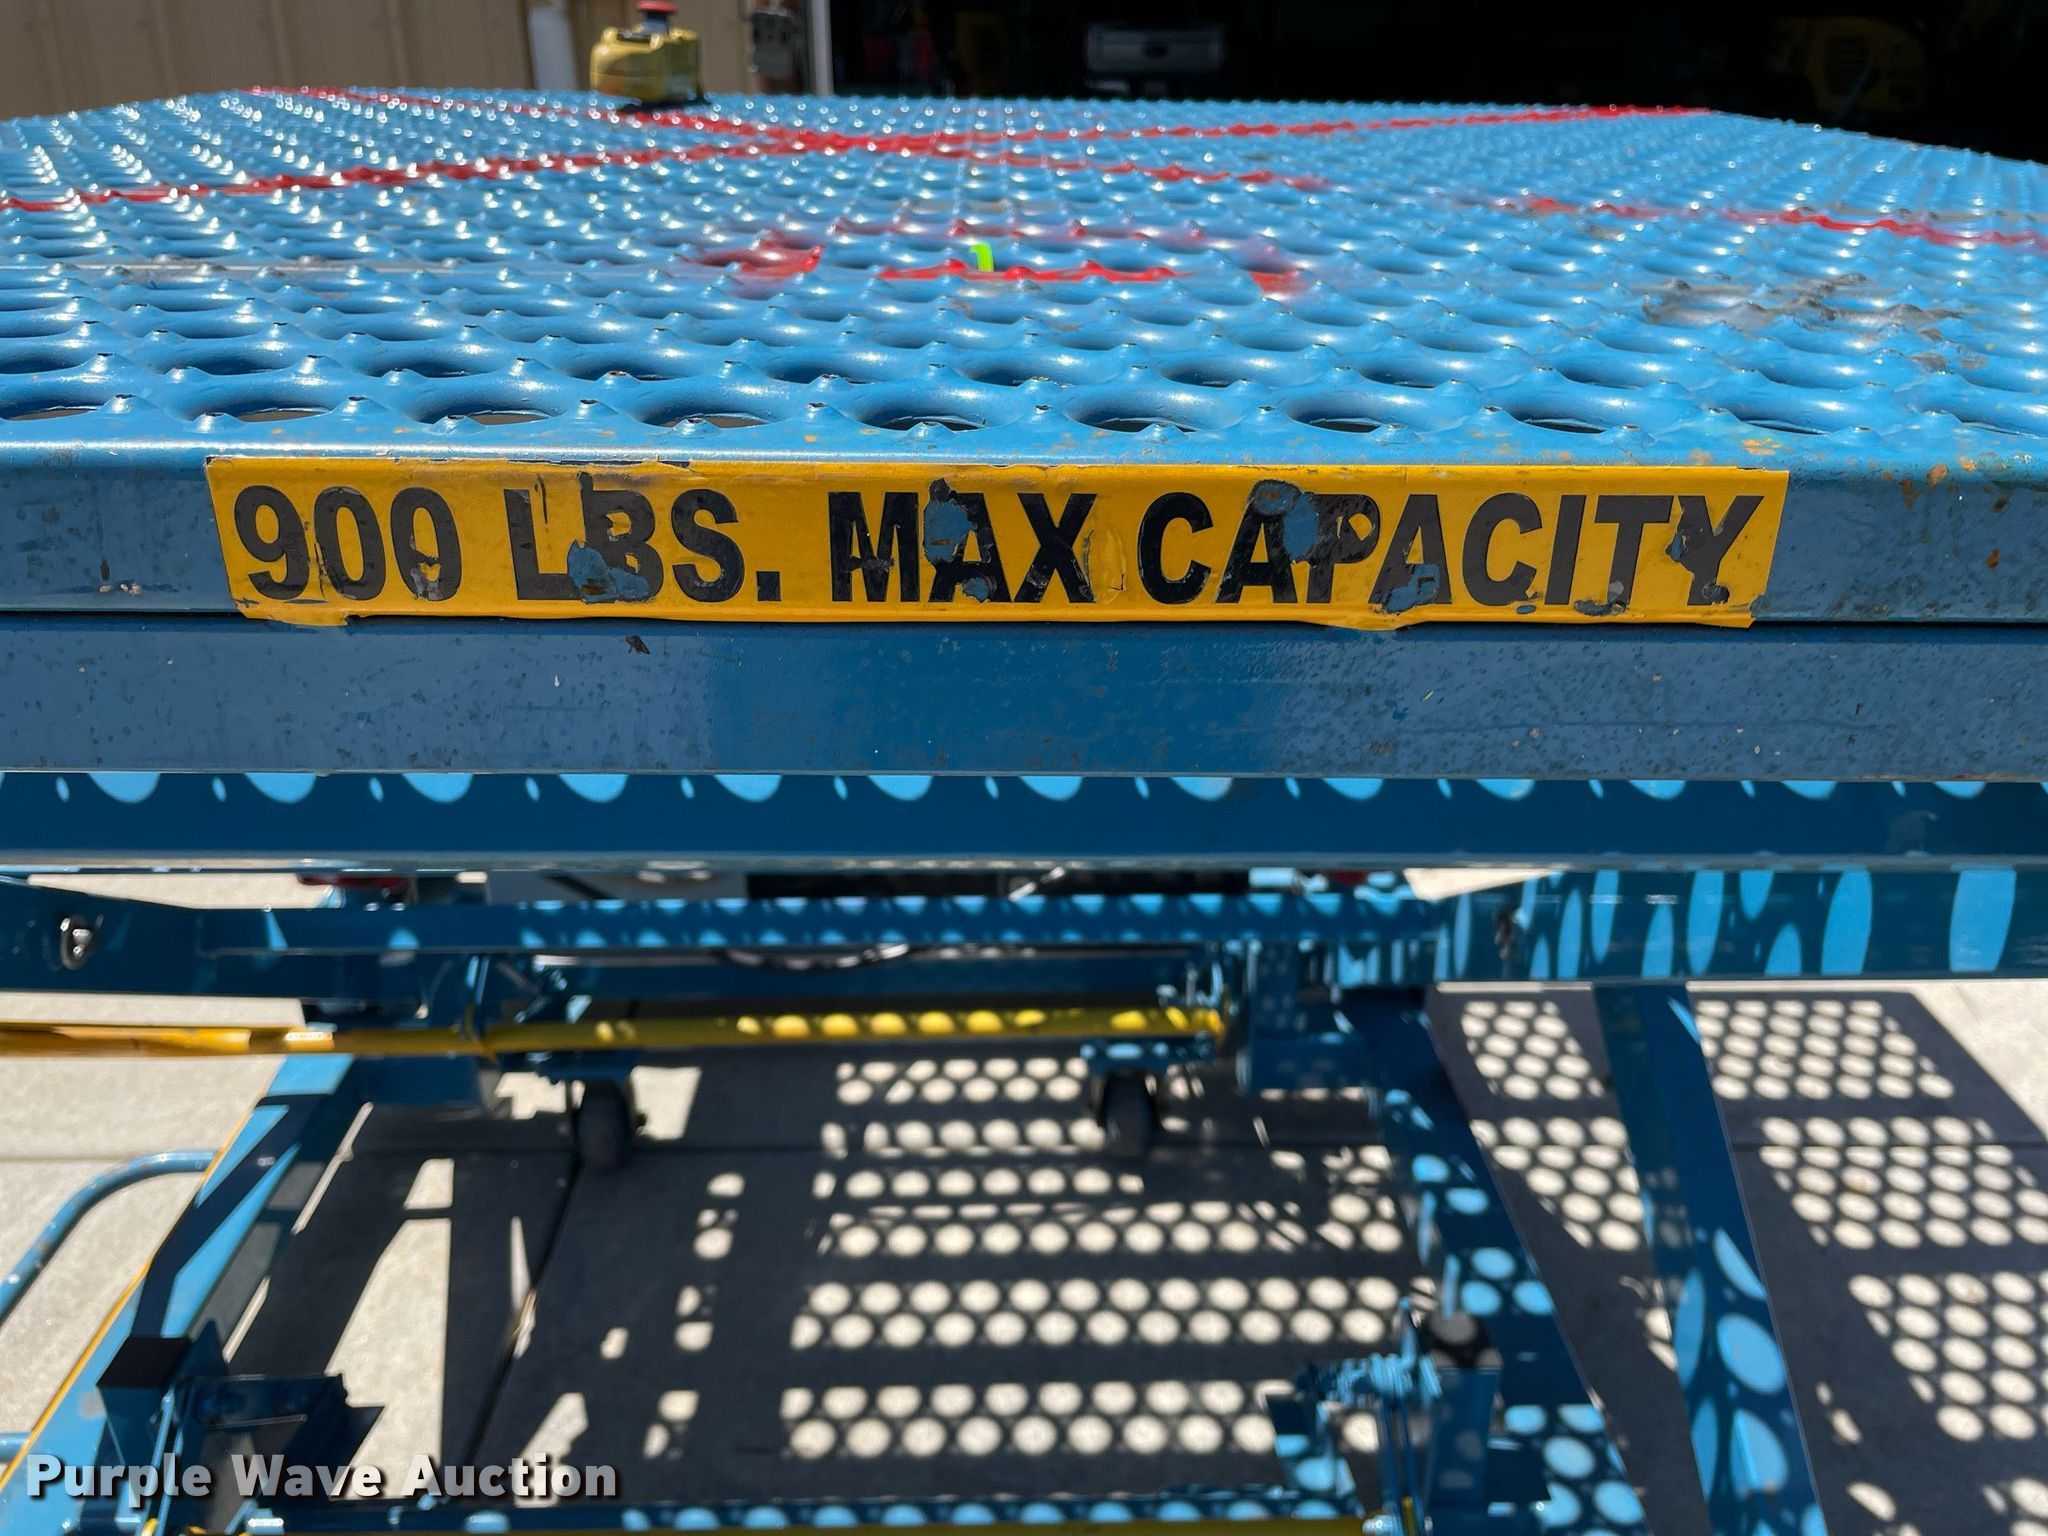 900 LBS. MAX CAPACITY
Purple Wave Auction